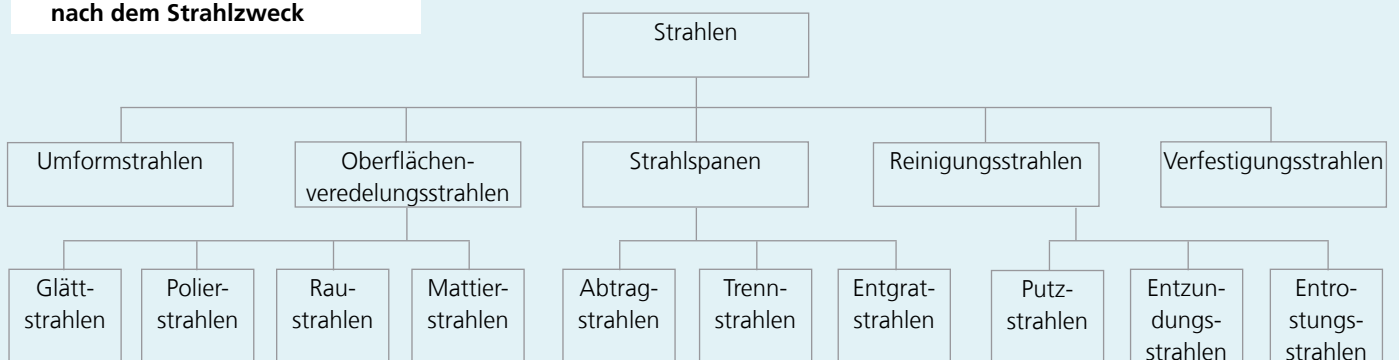 nach dem Strahlzweck
Strahlen
Umformstrahlen
Oberflächen-
veredelungsstrahlen
Strahlspanen
Reinigungsstrahlen
Verfestigungsstrahlen
Glätt-
strahlen
Polier-
strahlen
Rau-
strahlen
Mattier-
strahlen
Abtrag-
strahlen
Trenn-
strahlen
Entgrat-
strahlen
Putz-
strahlen
Entzun-
dungs-
strahlen
Entro-
stungs-
strahlen